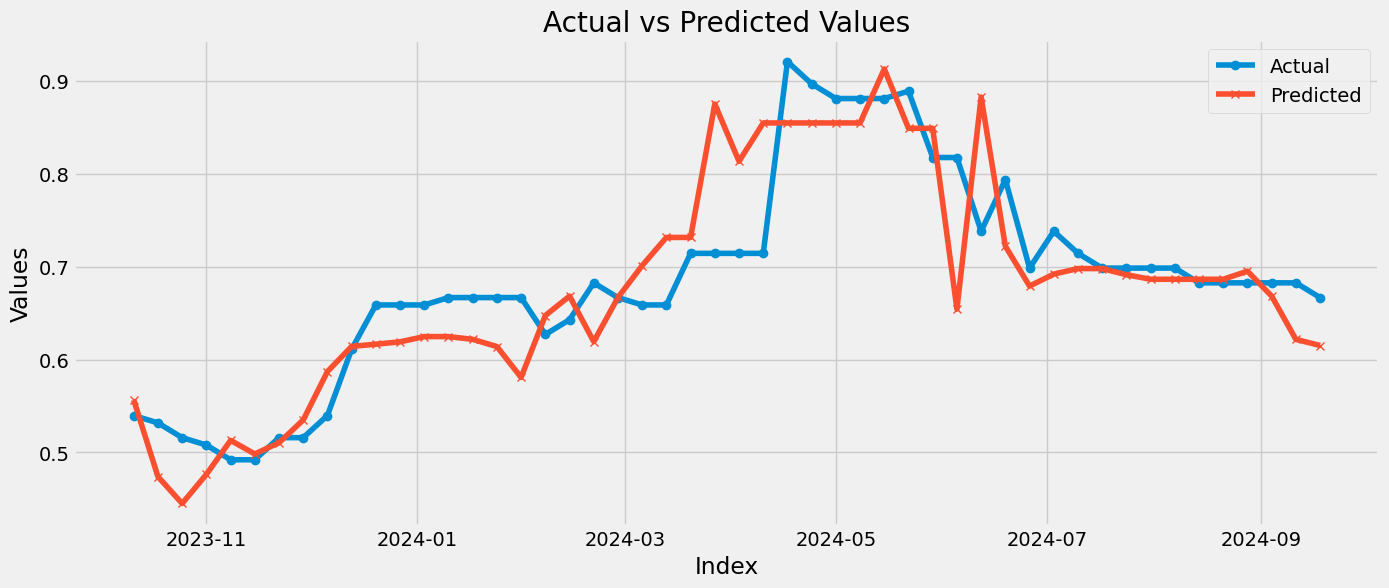 Actual vs Predicted Values
Actual
Predicted
0.9
0.8
0.7
0.6
0.5
Values
2023-11 2024-01 2024-03 2024-05 2024-07 2024-09
Index